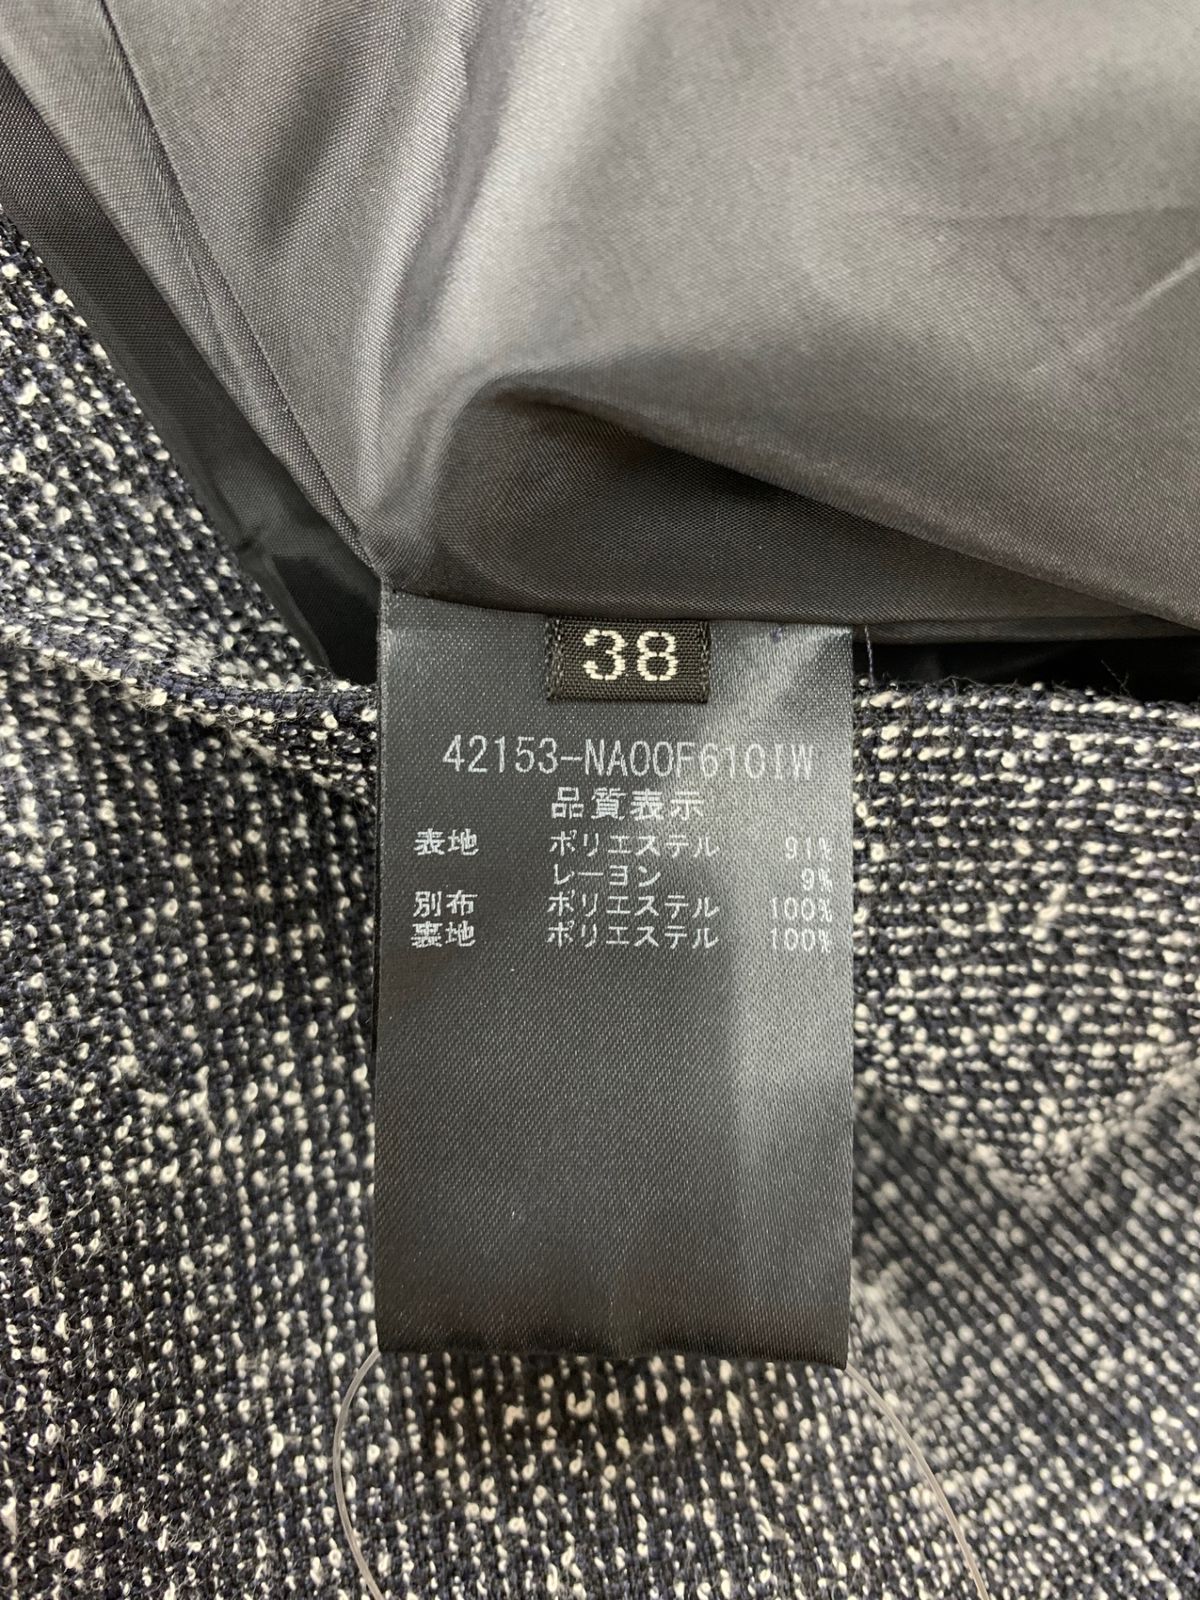 38
42153-NA00F610IW
品質表示
表地 ポリエステル 91%
レーヨン 9%
別布 ポリエステル 100%
裏地 ポリエステル 100%